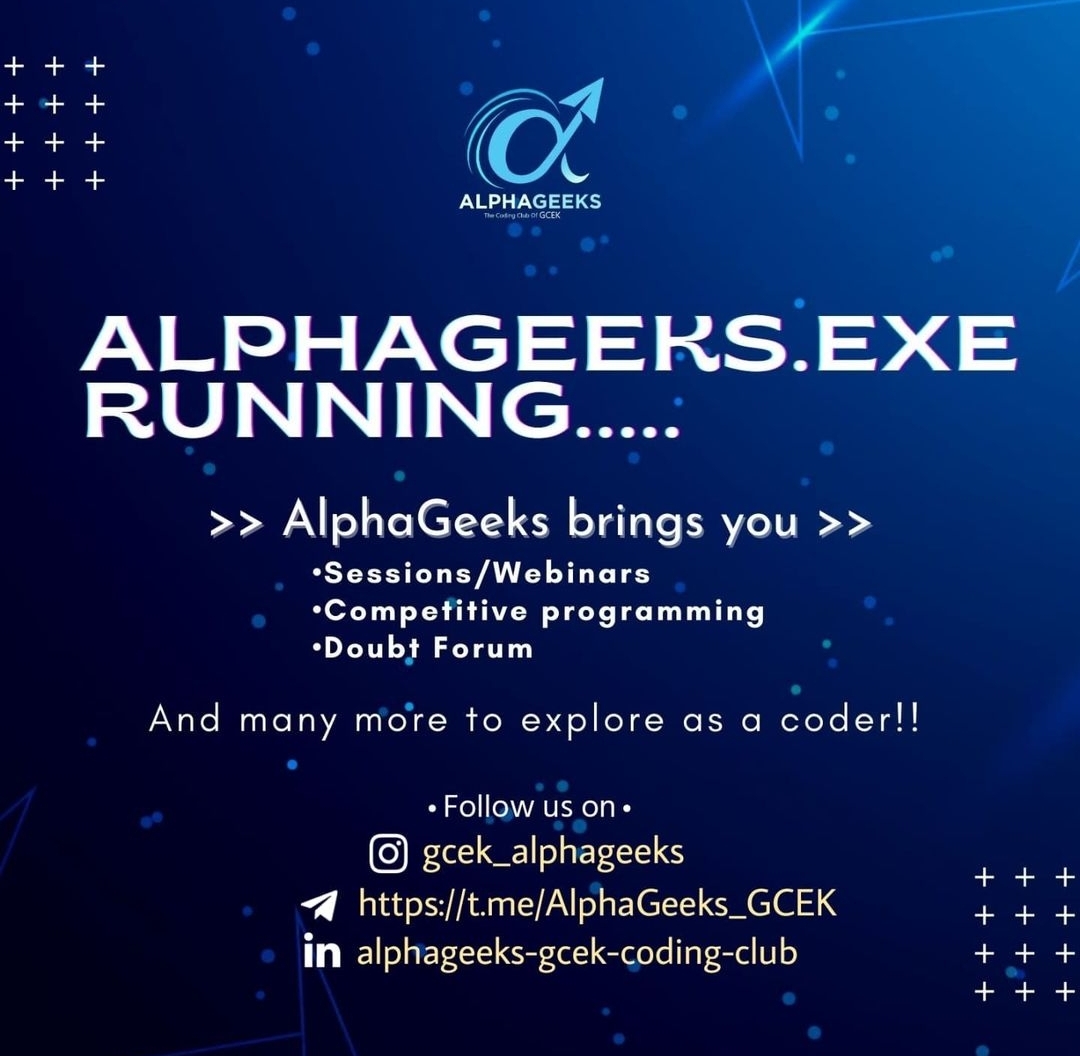 ALPHAGEEKS
The Coding Club Of GCEK
ALPHAGEEKS.EXE
RUNNING.....
>> AlphaGeeks brings you >>
•Sessions/Webinars
•Competitive programming
•Doubt Forum
And many more to explore as a coder!!
• Follow us on •
gcek_alphageeks
https://t.me/AlphaGeeks_GCEK
in alphageeks-gcek-coding-club